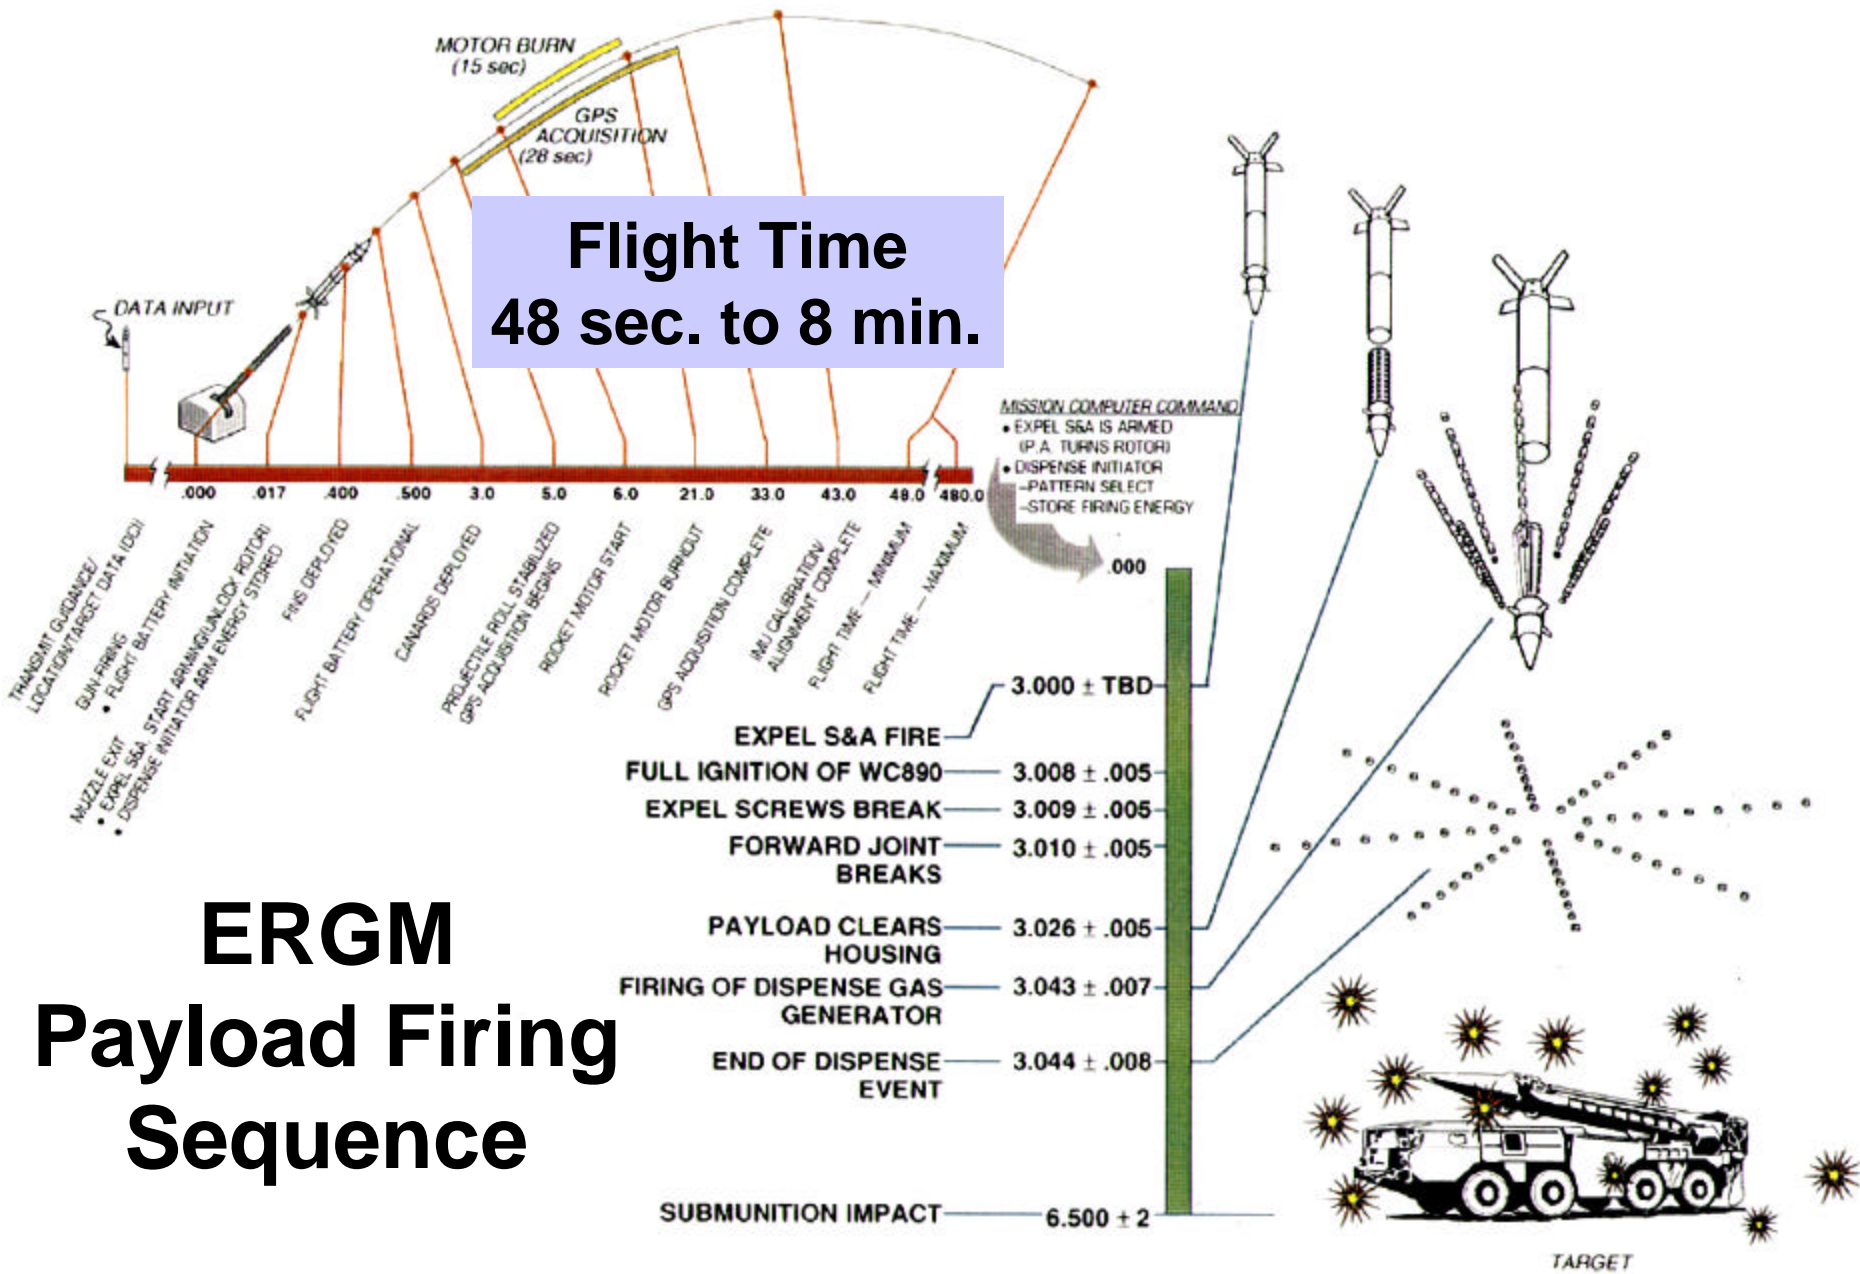 MOTOR BURN
(15 sec)
GPS
ACQUISITION
(28 sec)
Flight Time
48 sec. to 8 min.
DATA INPUT
.000
.017
.400
.500
3.0
5.0
6.0
21.0
33.0
43.0
48.0
480.0
TRANSMIT GUIDANCE/
LOCATION/TARGET DATA (DCI)
GUN FIRING
• FLIGHT BATTERY INITIATION
MUZZLE EXIT
• EXPEL S&A, START ARMING(UNLOCK ROTOR)
• DISPENSE INITIATOR ARM ENERGY STORED
FINS DEPLOYED
FLIGHT BATTERY OPERATIONAL
CANARDS DEPLOYED
PROJECTILE ROLL STABILIZED
GPS ACQUISITION BEGINS
ROCKET MOTOR START
ROCKET MOTOR BURNOUT
GPS ACQUISITION COMPLETE
IMU CALIBRATION/
ALIGNMENT COMPLETE
FLIGHT TIME — MINIMUM
FLIGHT TIME — MAXIMUM
MISSION COMPUTER COMMAND
• EXPEL S&A IS ARMED
(P.A. TURNS ROTOR)
• DISPENSE INITIATOR
–PATTERN SELECT
–STORE FIRING ENERGY
.000
3.000 ± TBD
EXPEL S&A FIRE
FULL IGNITION OF WC890 3.008 ± .005
EXPEL SCREWS BREAK 3.009 ± .005
FORWARD JOINT 3.010 ± .005
BREAKS
PAYLOAD CLEARS 3.026 ± .005
HOUSING
FIRING OF DISPENSE GAS 3.043 ± .007
GENERATOR
END OF DISPENSE 3.044 ± .008
EVENT
SUBMUNITION IMPACT 6.500 ± 2
ERGM
Payload Firing
Sequence
TARGET